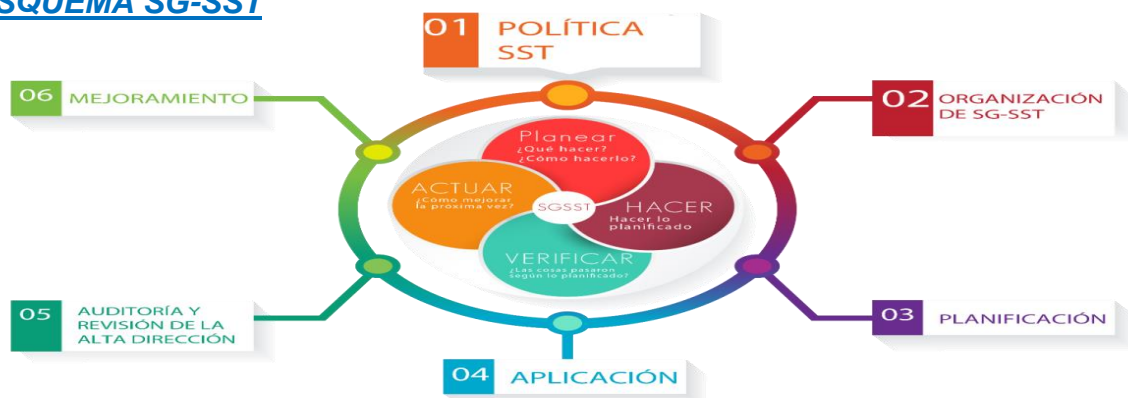 SQUEMA SG-SST
01 POLÍTICA
SST
06 MEJORAMIENTO
02 ORGANIZACIÓN
DE SG-SST
Planear
¿Qué hacer?
¿Cómo hacerlo?
ACTUAR
¿Cómo mejorar
la próxima vez?
SGSST
HACER
Hacer lo
planificado
VERIFICAR
¿Las cosas pasaron
según lo planificado?
05 AUDITORÍA Y
REVISIÓN DE LA
ALTA DIRECCIÓN
03 PLANIFICACIÓN
04 APLICACIÓN